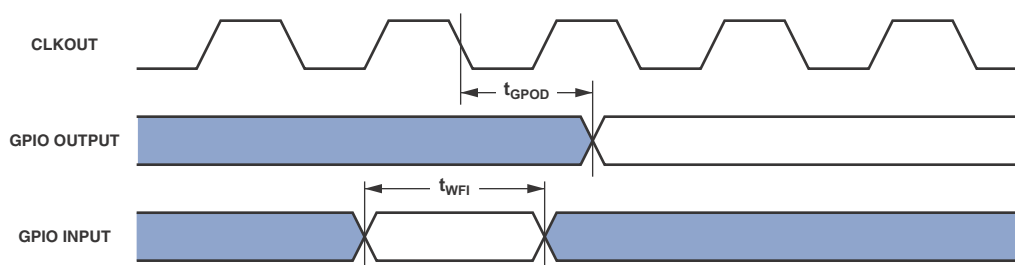 CLKOUT
tGPOD
GPIO OUTPUT
tWFI
GPIO INPUT